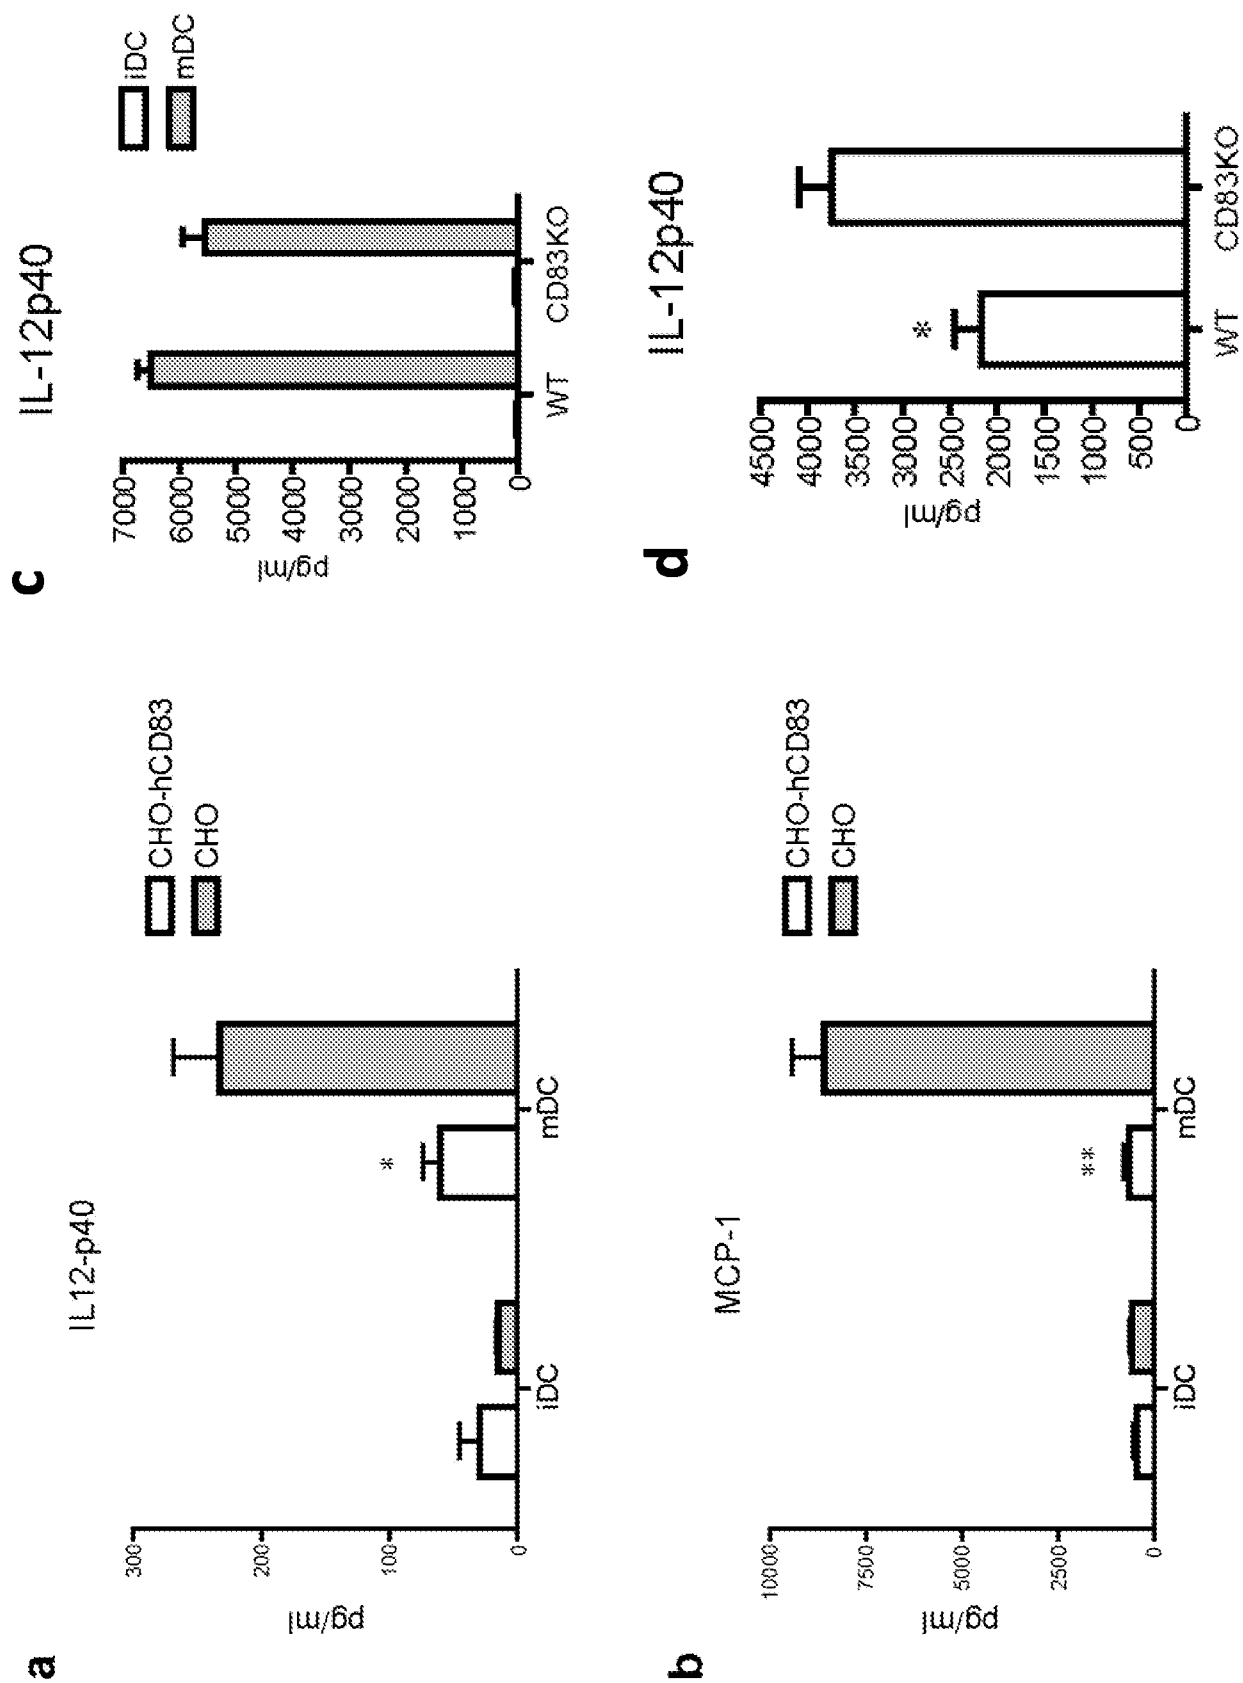 a
IL12-p40
pg/ml
300
200
100
0
*
iDC
mDC
CHO-hCD83
CHO
b
MCP-1
pg/ml
10000
7500
5000
2500
0
**
iDC
mDC
CHO-hCD83
CHO
c
IL-12p40
pg/ml
7000
6000
5000
4000
3000
2000
1000
0
WT
CD83KO
iDC
mDC
d
IL-12p40
pg/ml
4500
4000
3500
3000
2500
2000
1500
1000
500
0
*
WT
CD83KO